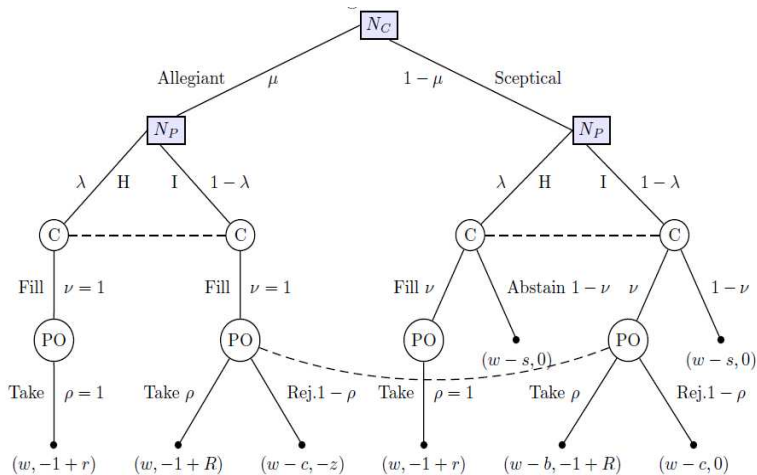 N_C
Allegiant μ 1 − μ Sceptical
N_P N_P
λ H I 1 − λ λ H I 1 − λ
C C C C
Fill ν = 1 Fill ν = 1 Fill ν Abstain 1 − ν ν 1 − ν
PO PO PO PO
(w − s, 0) (w − s, 0)
Take ρ = 1 Take ρ Rej.1 − ρ Take ρ = 1 Take ρ Rej.1 − ρ
(w, −1 + r) (w, −1 + R) (w − c, −z) (w, −1 + r) (w − b, −1 + R) (w − c, 0)